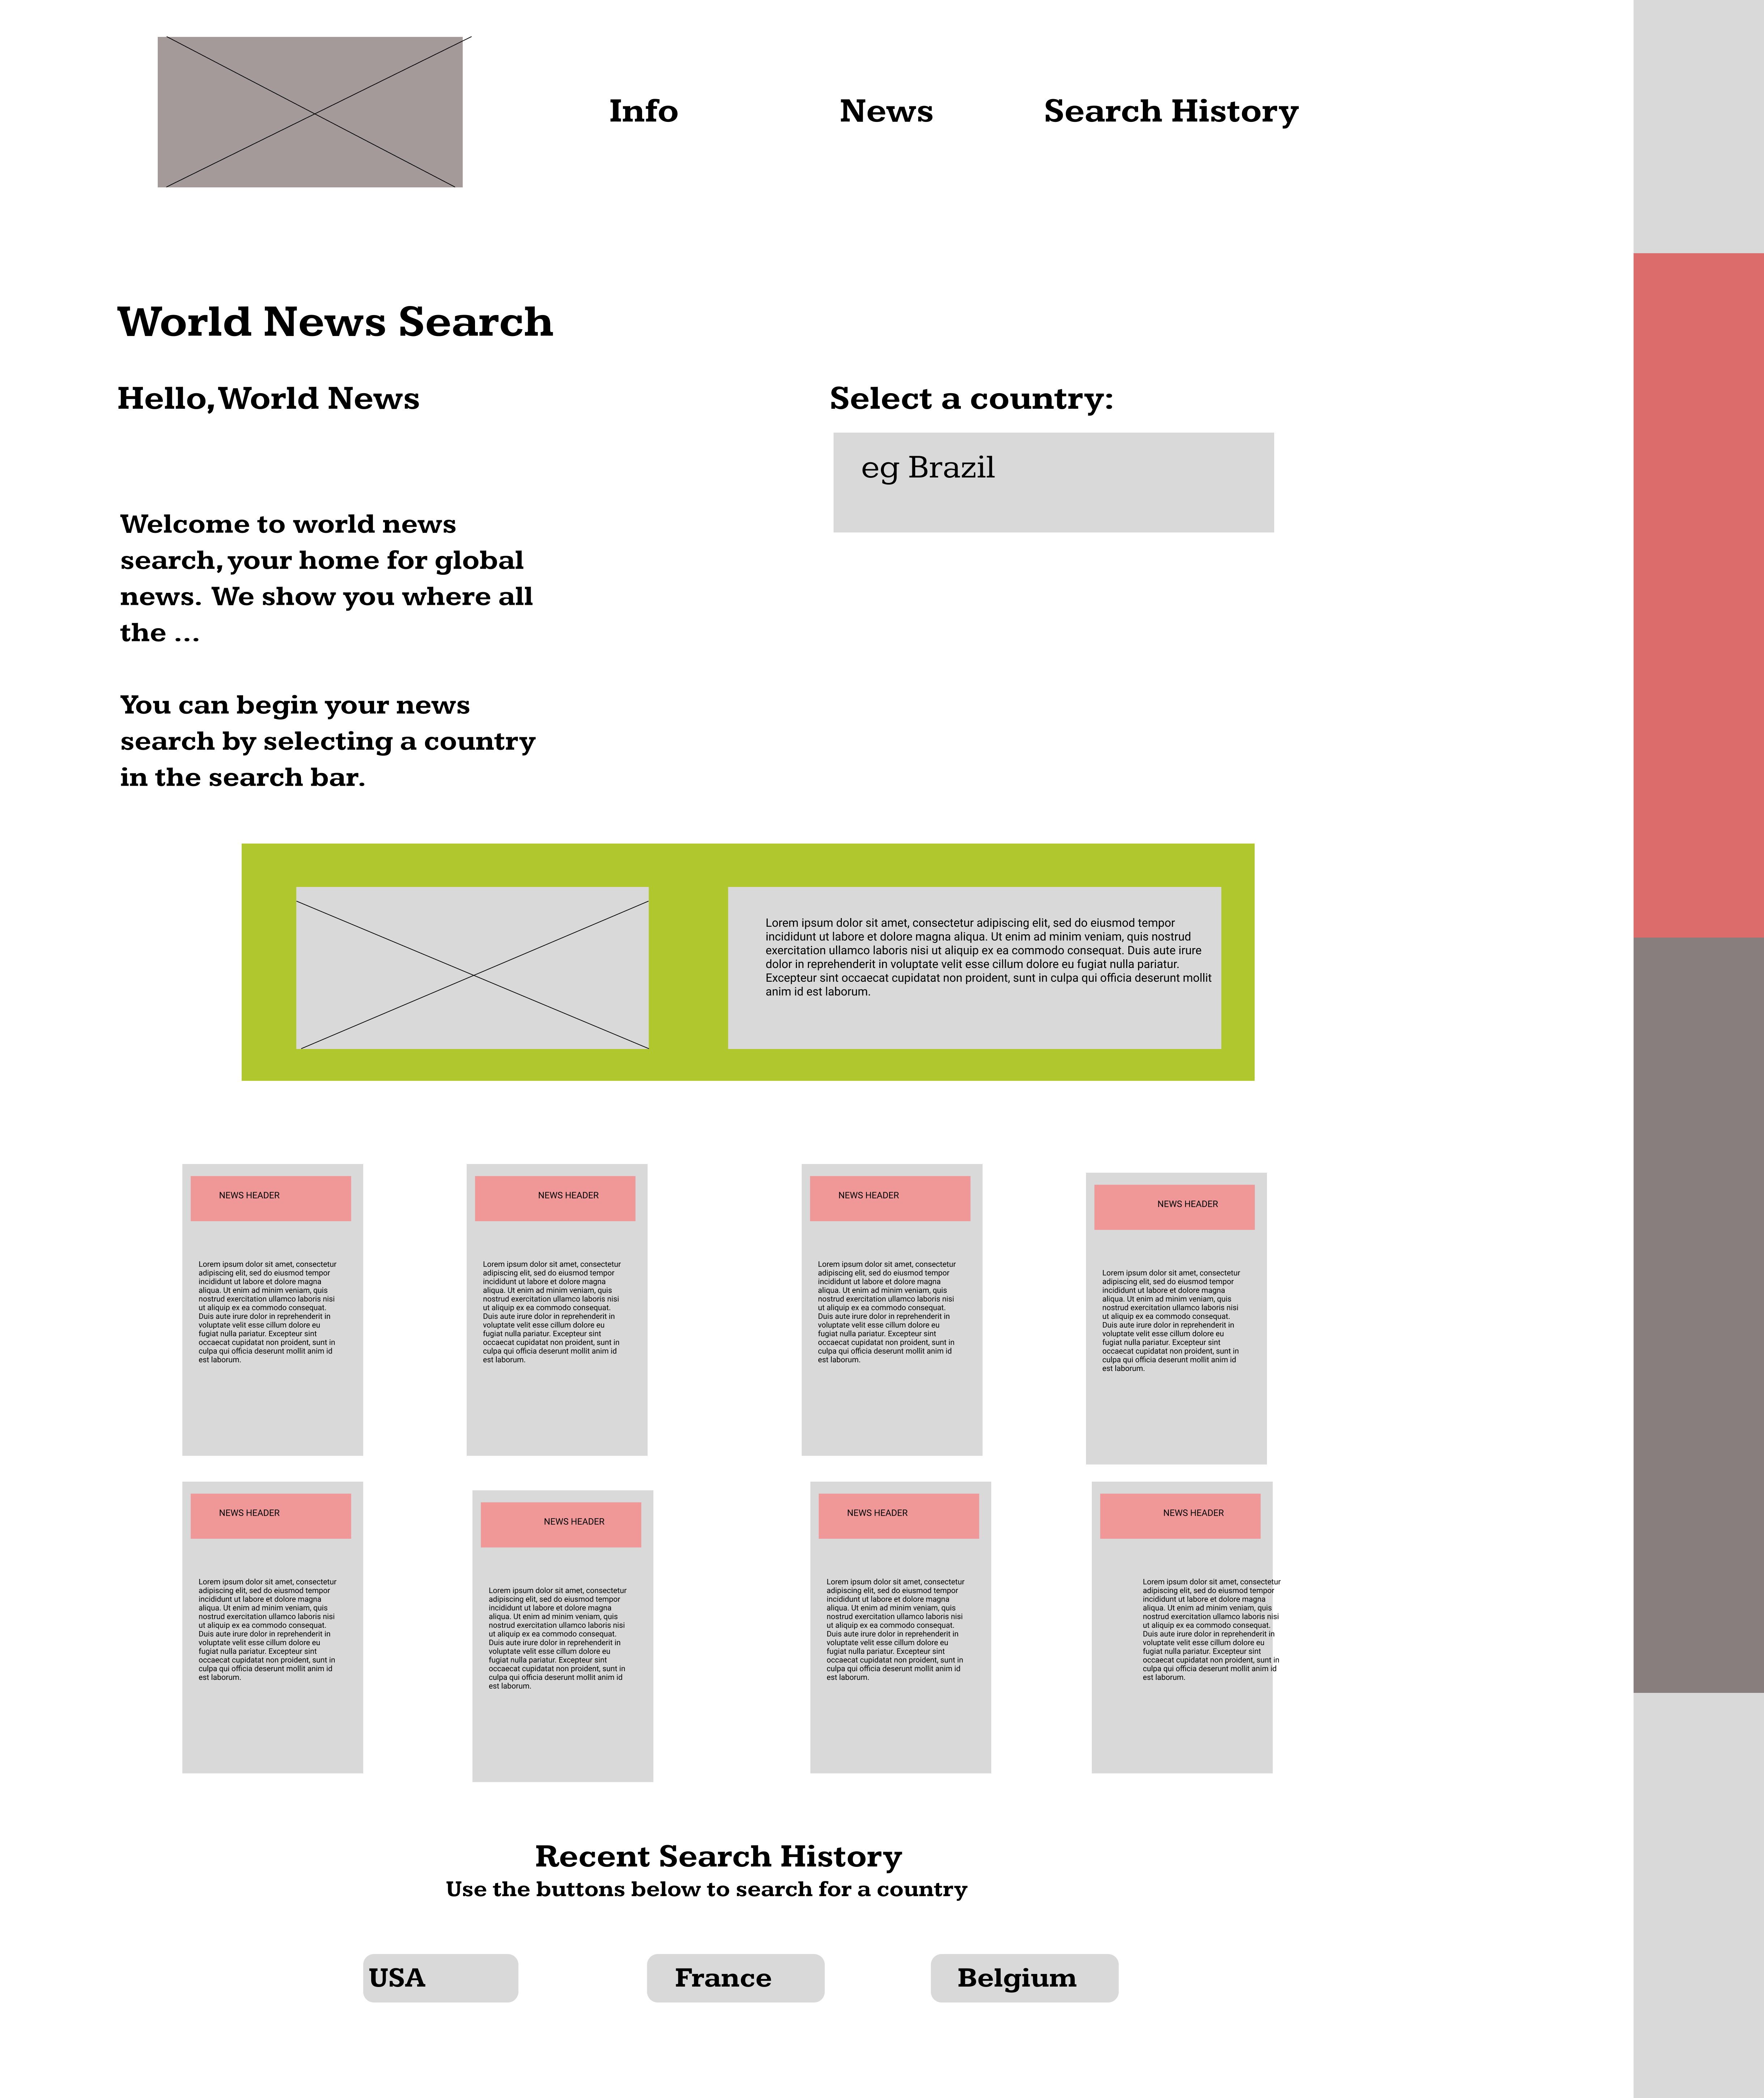 Info
News
Search History
World News Search
Hello, World News
Select a country:
eg Brazil
Welcome to world news
search, your home for global
news. We show you where all
the ...
You can begin your news
search by selecting a country
in the search bar.
Lorem ipsum dolor sit amet, consectetur adipiscing elit, sed do eiusmod tempor
incididunt ut labore et dolore magna aliqua. Ut enim ad minim veniam, quis nostrud
exercitation ullamco laboris nisi ut aliquip ex ea commodo consequat. Duis aute irure
dolor in reprehenderit in voluptate velit esse cillum dolore eu fugiat nulla pariatur.
Excepteur sint occaecat cupidatat non proident, sunt in culpa qui officia deserunt mollit
anim id est laborum.
NEWS HEADER
Lorem ipsum dolor sit amet, consectetur
adipiscing elit, sed do eiusmod tempor
incididunt ut labore et dolore magna
aliqua. Ut enim ad minim veniam, quis
nostrud exercitation ullamco laboris nisi
ut aliquip ex ea commodo consequat.
Duis aute irure dolor in reprehenderit in
voluptate velit esse cillum dolore eu
fugiat nulla pariatur. Excepteur sint
occaecat cupidatat non proident, sunt in
culpa qui officia deserunt mollit anim id
est laborum.
NEWS HEADER
Lorem ipsum dolor sit amet, consectetur
adipiscing elit, sed do eiusmod tempor
incididunt ut labore et dolore magna
aliqua. Ut enim ad minim veniam, quis
nostrud exercitation ullamco laboris nisi
ut aliquip ex ea commodo consequat.
Duis aute irure dolor in reprehenderit in
voluptate velit esse cillum dolore eu
fugiat nulla pariatur. Excepteur sint
occaecat cupidatat non proident, sunt in
culpa qui officia deserunt mollit anim id
est laborum.
NEWS HEADER
Lorem ipsum dolor sit amet, consectetur
adipiscing elit, sed do eiusmod tempor
incididunt ut labore et dolore magna
aliqua. Ut enim ad minim veniam, quis
nostrud exercitation ullamco laboris nisi
ut aliquip ex ea commodo consequat.
Duis aute irure dolor in reprehenderit in
voluptate velit esse cillum dolore eu
fugiat nulla pariatur. Excepteur sint
occaecat cupidatat non proident, sunt in
culpa qui officia deserunt mollit anim id
est laborum.
NEWS HEADER
Lorem ipsum dolor sit amet, consectetur
adipiscing elit, sed do eiusmod tempor
incididunt ut labore et dolore magna
aliqua. Ut enim ad minim veniam, quis
nostrud exercitation ullamco laboris nisi
ut aliquip ex ea commodo consequat.
Duis aute irure dolor in reprehenderit in
voluptate velit esse cillum dolore eu
fugiat nulla pariatur. Excepteur sint
occaecat cupidatat non proident, sunt in
culpa qui officia deserunt mollit anim id
est laborum.
NEWS HEADER
Lorem ipsum dolor sit amet, consectetur
adipiscing elit, sed do eiusmod tempor
incididunt ut labore et dolore magna
aliqua. Ut enim ad minim veniam, quis
nostrud exercitation ullamco laboris nisi
ut aliquip ex ea commodo consequat.
Duis aute irure dolor in reprehenderit in
voluptate velit esse cillum dolore eu
fugiat nulla pariatur. Excepteur sint
occaecat cupidatat non proident, sunt in
culpa qui officia deserunt mollit anim id
est laborum.
NEWS HEADER
Lorem ipsum dolor sit amet, consectetur
adipiscing elit, sed do eiusmod tempor
incididunt ut labore et dolore magna
aliqua. Ut enim ad minim veniam, quis
nostrud exercitation ullamco laboris nisi
ut aliquip ex ea commodo consequat.
Duis aute irure dolor in reprehenderit in
voluptate velit esse cillum dolore eu
fugiat nulla pariatur. Excepteur sint
occaecat cupidatat non proident, sunt in
culpa qui officia deserunt mollit anim id
est laborum.
NEWS HEADER
Lorem ipsum dolor sit amet, consectetur
adipiscing elit, sed do eiusmod tempor
incididunt ut labore et dolore magna
aliqua. Ut enim ad minim veniam, quis
nostrud exercitation ullamco laboris nisi
ut aliquip ex ea commodo consequat.
Duis aute irure dolor in reprehenderit in
voluptate velit esse cillum dolore eu
fugiat nulla pariatur. Excepteur sint
occaecat cupidatat non proident, sunt in
culpa qui officia deserunt mollit anim id
est laborum.
NEWS HEADER
Lorem ipsum dolor sit amet, consectetur
adipiscing elit, sed do eiusmod tempor
incididunt ut labore et dolore magna
aliqua. Ut enim ad minim veniam, quis
nostrud exercitation ullamco laboris nisi
ut aliquip ex ea commodo consequat.
Duis aute irure dolor in reprehenderit in
voluptate velit esse cillum dolore eu
fugiat nulla pariatur. Excepteur sint
occaecat cupidatat non proident, sunt in
culpa qui officia deserunt mollit anim id
est laborum.
Recent Search History
Use the buttons below to search for a country
USA
France
Belgium